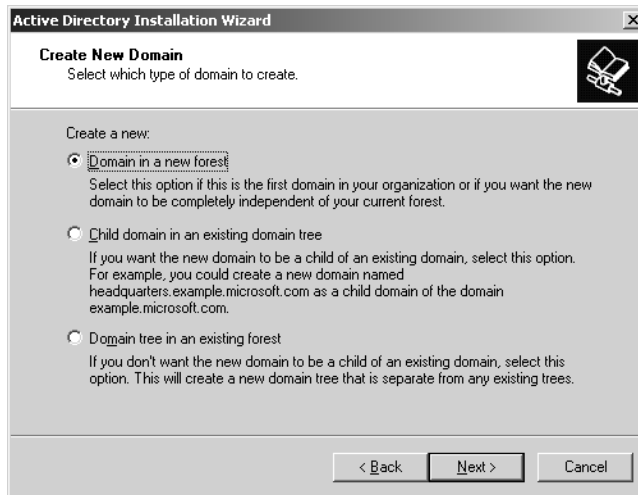 Active Directory Installation Wizard
Create New Domain
Select which type of domain to create.
Create a new:
Domain in a new forest
Select this option if this is the first domain in your organization or if you want the new
domain to be completely independent of your current forest.
Child domain in an existing domain tree
If you want the new domain to be a child of an existing domain, select this option.
For example, you could create a new domain named
headquarters.example.microsoft.com as a child domain of the domain
example.microsoft.com.
Domain tree in an existing forest
If you don't want the new domain to be a child of an existing domain, select this
option. This will create a new domain tree that is separate from any existing trees.
< Back Next > Cancel